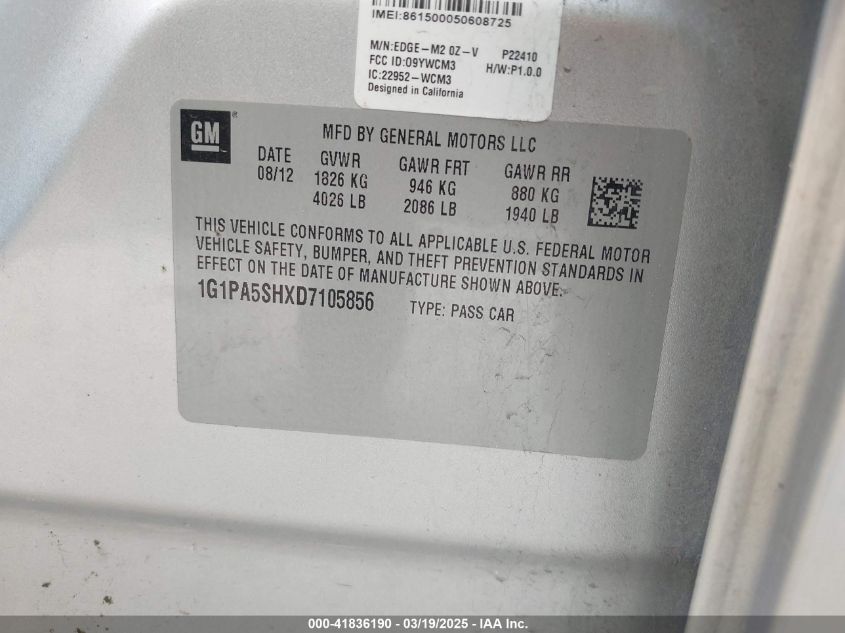 IMEI:861500050608725
M/N:EDGE-M2 0Z-V P22410
FCC ID:O9YWCM3 H/W:P1.0.0
IC:22952-WCM3
Designed in California
GM ®
MFD BY GENERAL MOTORS LLC
DATE GVWR GAWR FRT GAWR RR
08/12 1826 KG 946 KG 880 KG
4026 LB 2086 LB 1940 LB
THIS VEHICLE CONFORMS TO ALL APPLICABLE U.S. FEDERAL MOTOR
VEHICLE SAFETY, BUMPER, AND THEFT PREVENTION STANDARDS IN
EFFECT ON THE DATE OF MANUFACTURE SHOWN ABOVE.
1G1PA5SHXD7105856 TYPE: PASS CAR
000-41836190 - 03/19/2025 - IAA Inc.